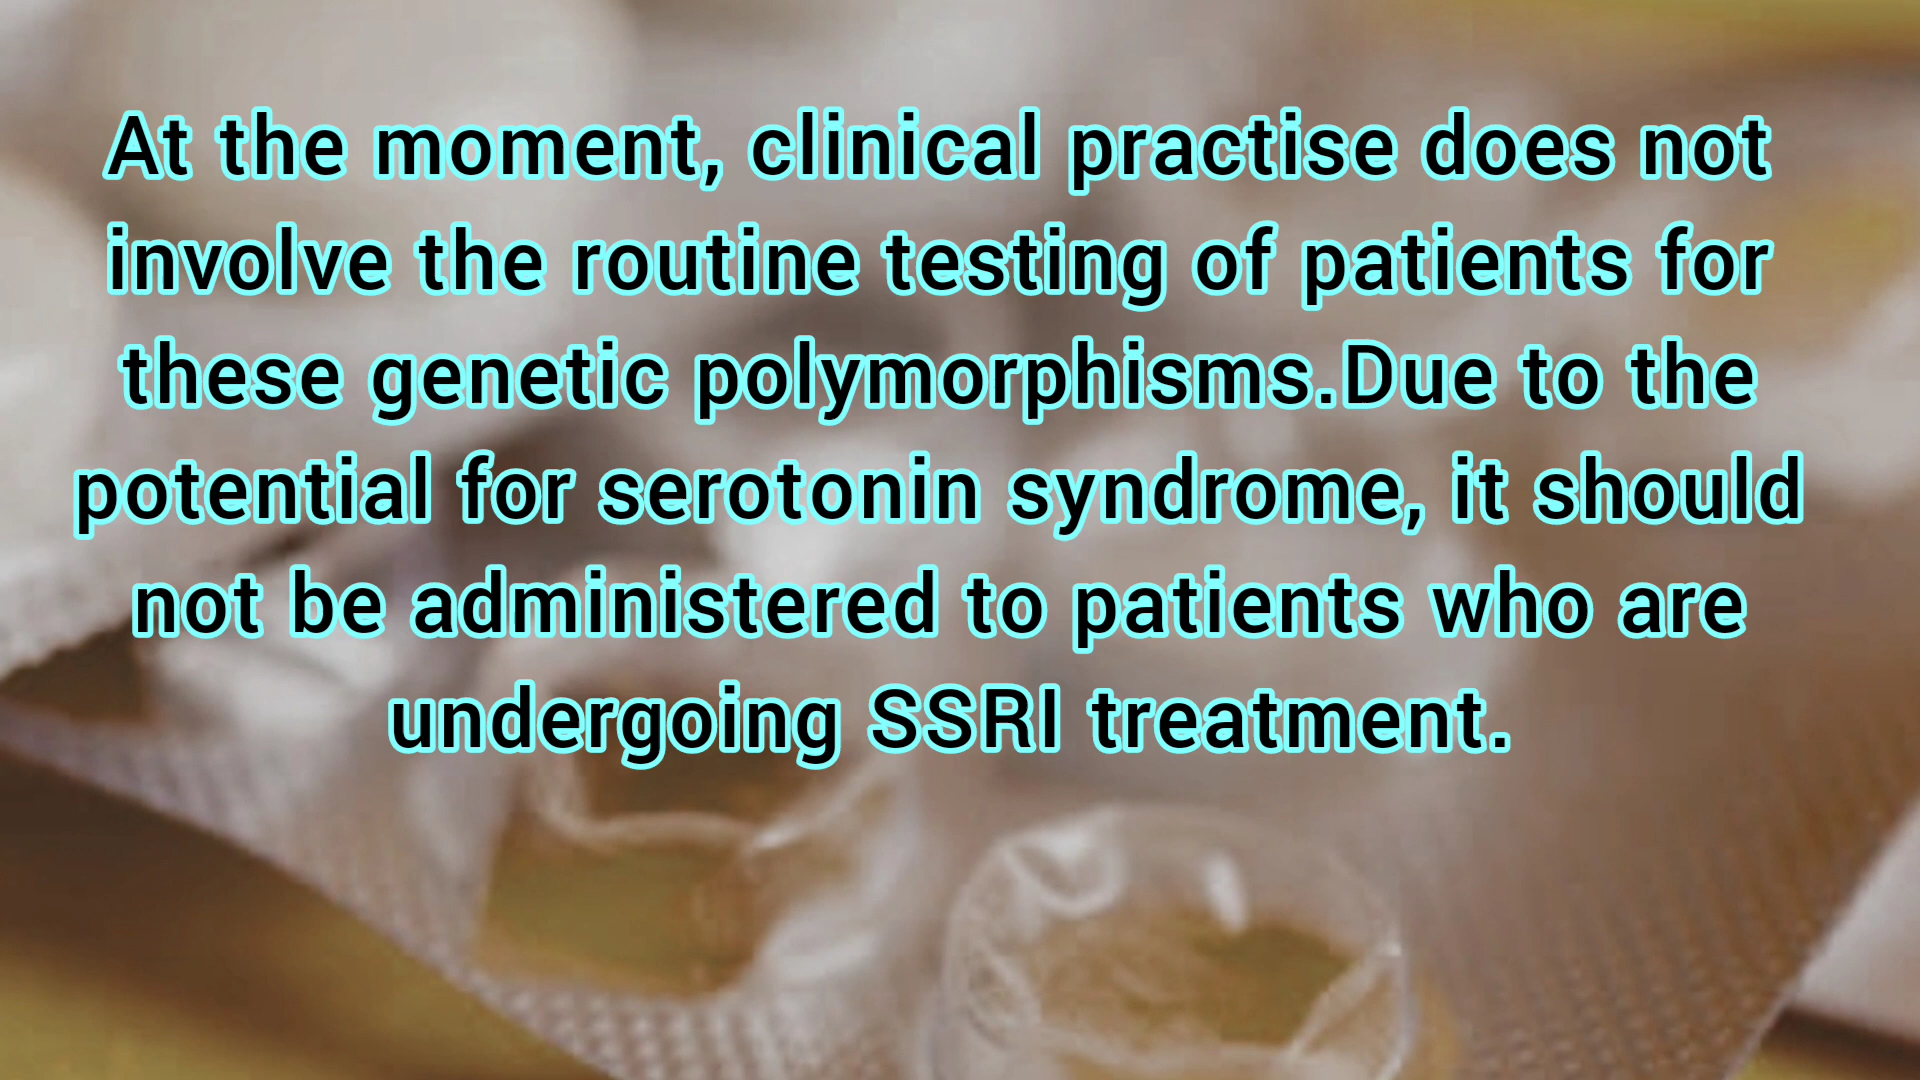 At the moment, clinical practise does not
involve the routine testing of patients for
these genetic polymorphisms.Due to the
potential for serotonin syndrome, it should
not be administered to patients who are
undergoing SSRI treatment.